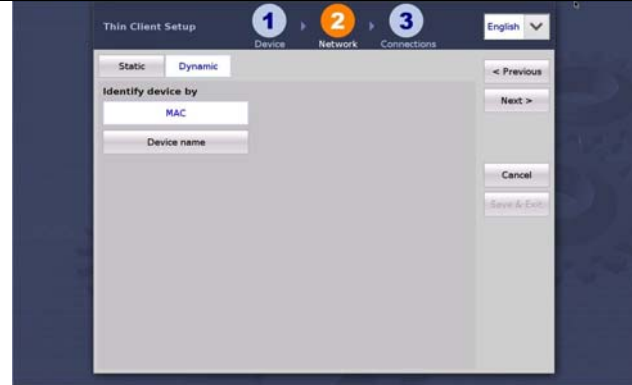 Thin Client Setup
1
Device
2
Network
3
Connections
English
Static
Dynamic
< Previous
Identify device by
MAC
Next >
Device name
Cancel
Save & Exit